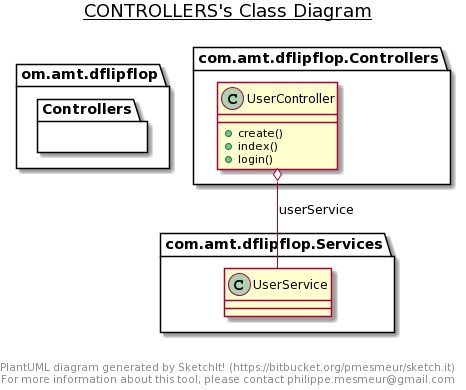 CONTROLLERS's Class Diagram
om.amt.dflipflop
Controllers
com.amt.dflipflop.Controllers
C UserController
create()
index()
login()
userService
com.amt.dflipflop.Services
C UserService
PlantUML diagram generated by SketchIt! (https://bitbucket.org/pmesmeur/sketch.it)
For more information about this tool, please contact philippe.mesmeur@gmail.com